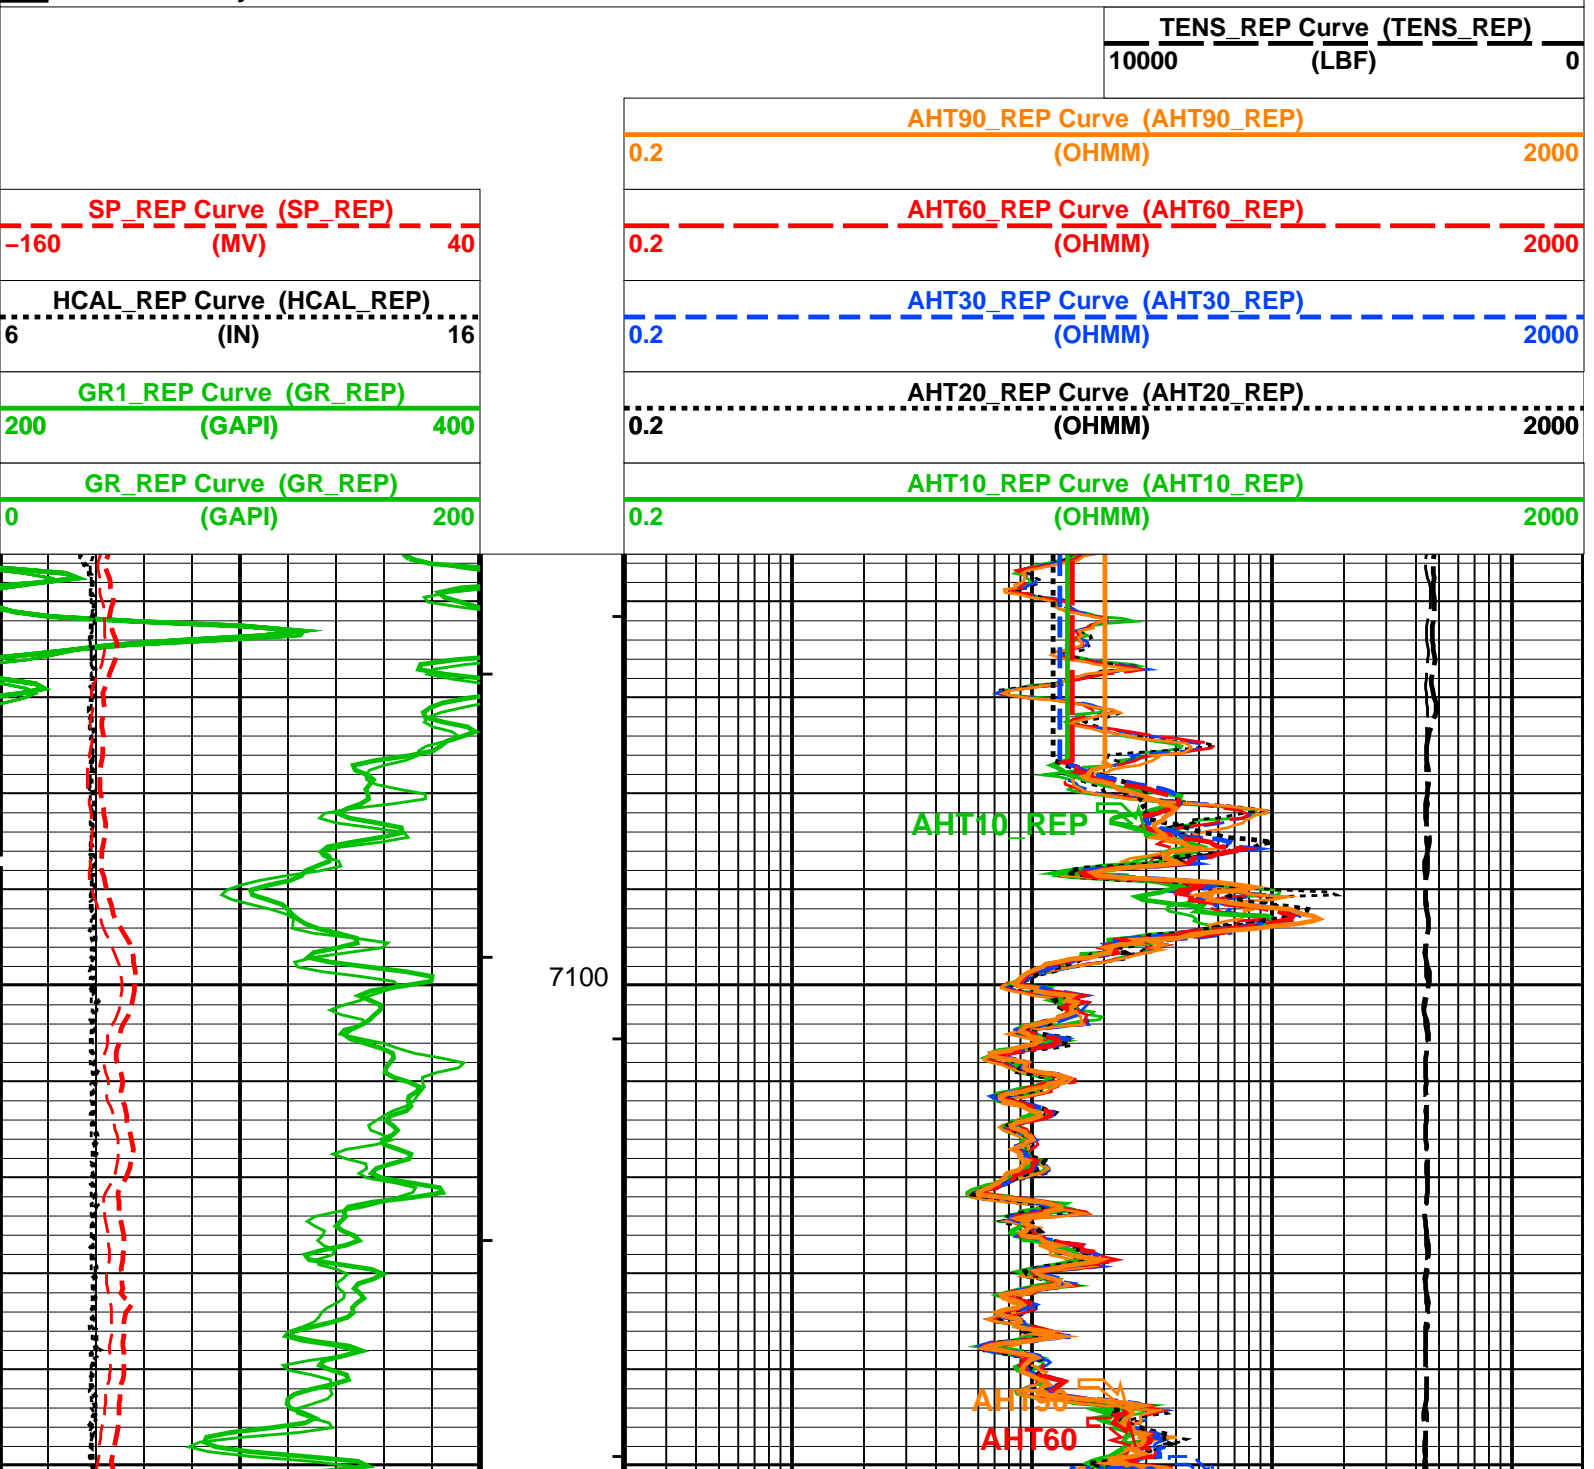 TENS_REP Curve (TENS_REP)
10000 (LBF) 0
AHT90_REP Curve (AHT90_REP)
0.2 (OHMM) 2000
SP_REP Curve (SP_REP)
−160 (MV) 40
AHT60_REP Curve (AHT60_REP)
0.2 (OHMM) 2000
HCAL_REP Curve (HCAL_REP)
6 (IN) 16
AHT30_REP Curve (AHT30_REP)
0.2 (OHMM) 2000
GR1_REP Curve (GR_REP)
200 (GAPI) 400
AHT20_REP Curve (AHT20_REP)
0.2 (OHMM) 2000
GR_REP Curve (GR_REP)
0 (GAPI) 200
AHT10_REP Curve (AHT10_REP)
0.2 (OHMM) 2000
AHT10_REP
7100
AHT90
AHT60